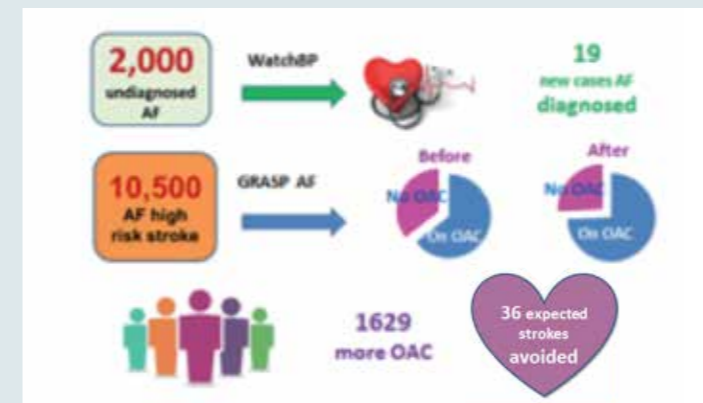 2,000
undiagnosed
AF
WatchBP
19
new cases AF
diagnosed
10,500
AF high
risk stroke
GRASP AF
Before
No OAC
On OAC
After
No OAC
On OAC
1629
more OAC
36 expected
strokes
avoided